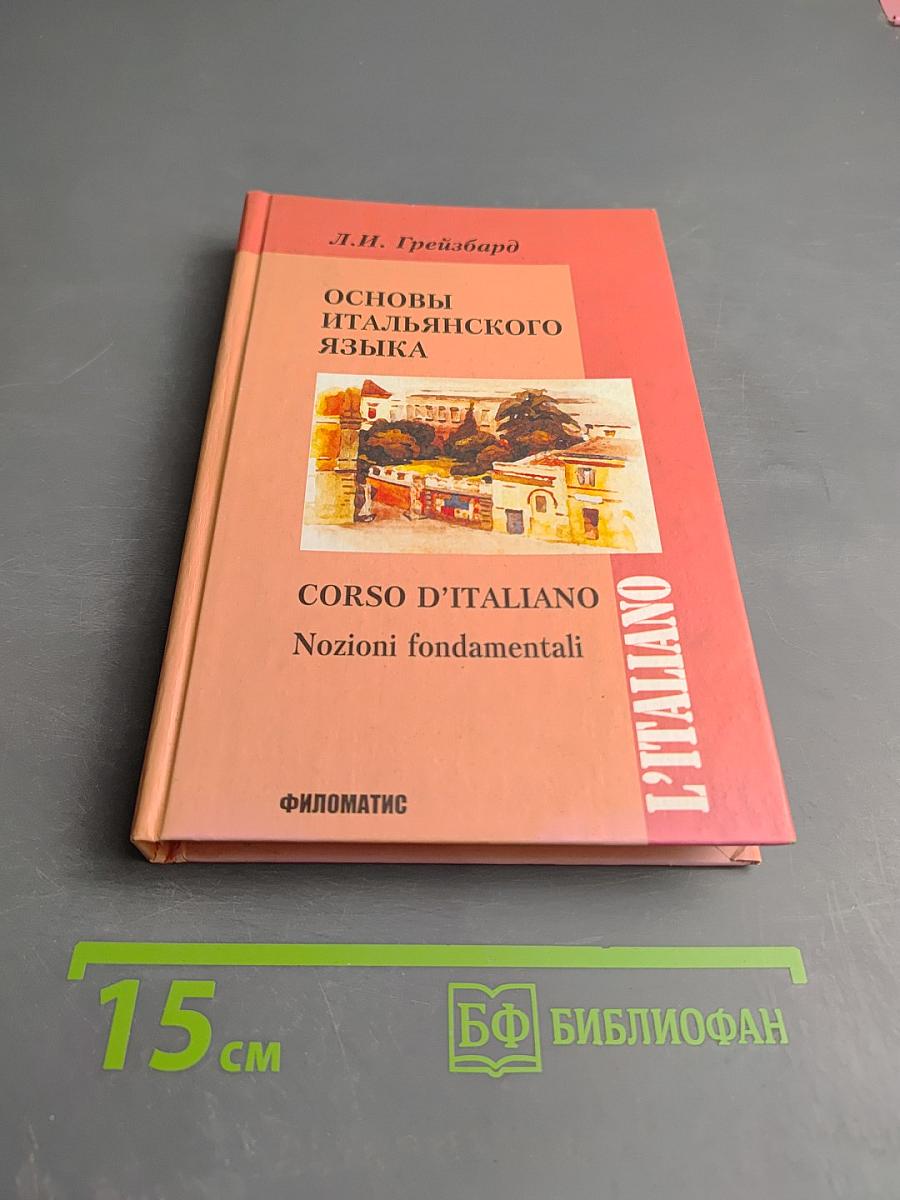 Л.И. Грейзбард
ОСНОВЫ
ИТАЛЬЯНСКОГО
ЯЗЫКА
CORSO D'ITALIANO
Nozioni fondamentali
L'ITALIANO
ФИЛОМАТИС
15 см
БФ БИБЛИОФАН